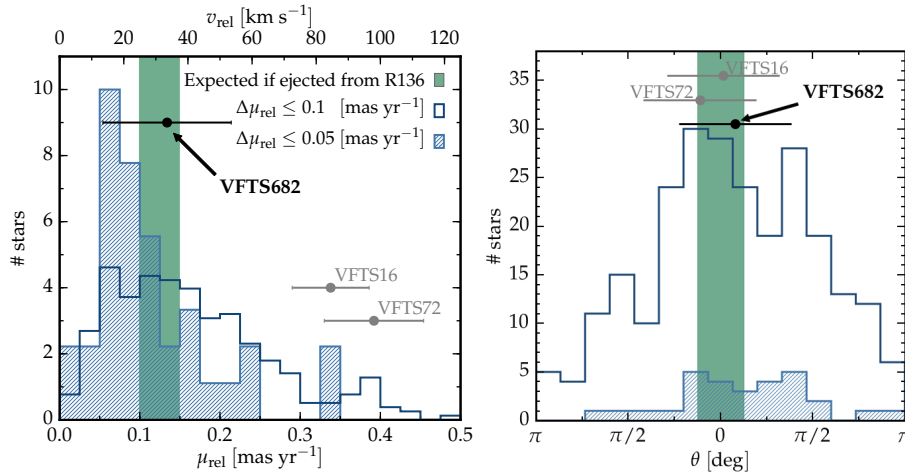 v_rel [km s⁻¹]
0 20 40 60 80 100 120
Expected if ejected from R136
Δμ_rel ≤ 0.1 [mas yr⁻¹]
Δμ_rel ≤ 0.05 [mas yr⁻¹]
VFTS682
VFTS16
VFTS72
# stars
10
8
6
4
2
0
0.0 0.1 0.2 0.3 0.4 0.5
μ_rel [mas yr⁻¹]
VFTS16
VFTS72
VFTS682
# stars
35
30
25
20
15
10
5
0
π π/2 0 π/2 π
θ [deg]